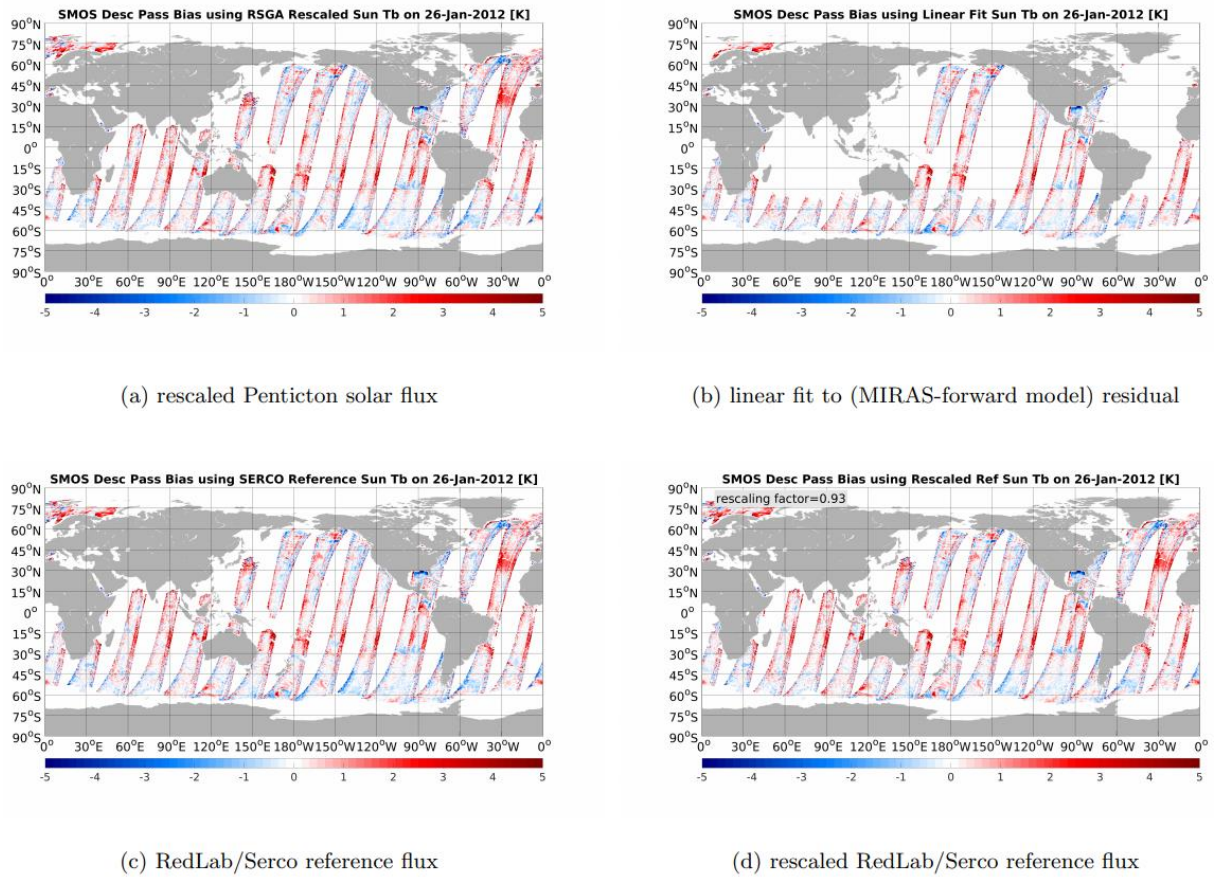 SMOS Desc Pass Bias using RSGA Rescaled Sun Tb on 26-Jan-2012 [K]
90°N
75°N
60°N
45°N
30°N
15°N
0°
15°S
30°S
45°S
60°S
75°S
90°S
0° 30°E 60°E 90°E 120°E 150°E 180°W 150°W 120°W 90°W 60°W 30°W 0°
-5 -4 -3 -2 -1 0 1 2 3 4 5
(a) rescaled Penticton solar flux
SMOS Desc Pass Bias using Linear Fit Sun Tb on 26-Jan-2012 [K]
90°N
75°N
60°N
45°N
30°N
15°N
0°
15°S
30°S
45°S
60°S
75°S
90°S
0° 30°E 60°E 90°E 120°E 150°E 180°W 150°W 120°W 90°W 60°W 30°W 0°
-5 -4 -3 -2 -1 0 1 2 3 4 5
(b) linear fit to (MIRAS-forward model) residual
SMOS Desc Pass Bias using SERCO Reference Sun Tb on 26-Jan-2012 [K]
90°N
75°N
60°N
45°N
30°N
15°N
0°
15°S
30°S
45°S
60°S
75°S
90°S
0° 30°E 60°E 90°E 120°E 150°E 180°W 150°W 120°W 90°W 60°W 30°W 0°
-5 -4 -3 -2 -1 0 1 2 3 4 5
(c) RedLab/Serco reference flux
SMOS Desc Pass Bias using Rescaled Ref Sun Tb on 26-Jan-2012 [K]
rescaling factor=0.93
90°N
75°N
60°N
45°N
30°N
15°N
0°
15°S
30°S
45°S
60°S
75°S
90°S
0° 30°E 60°E 90°E 120°E 150°E 180°W 150°W 120°W 90°W 60°W 30°W 0°
-5 -4 -3 -2 -1 0 1 2 3 4 5
(d) rescaled RedLab/Serco reference flux